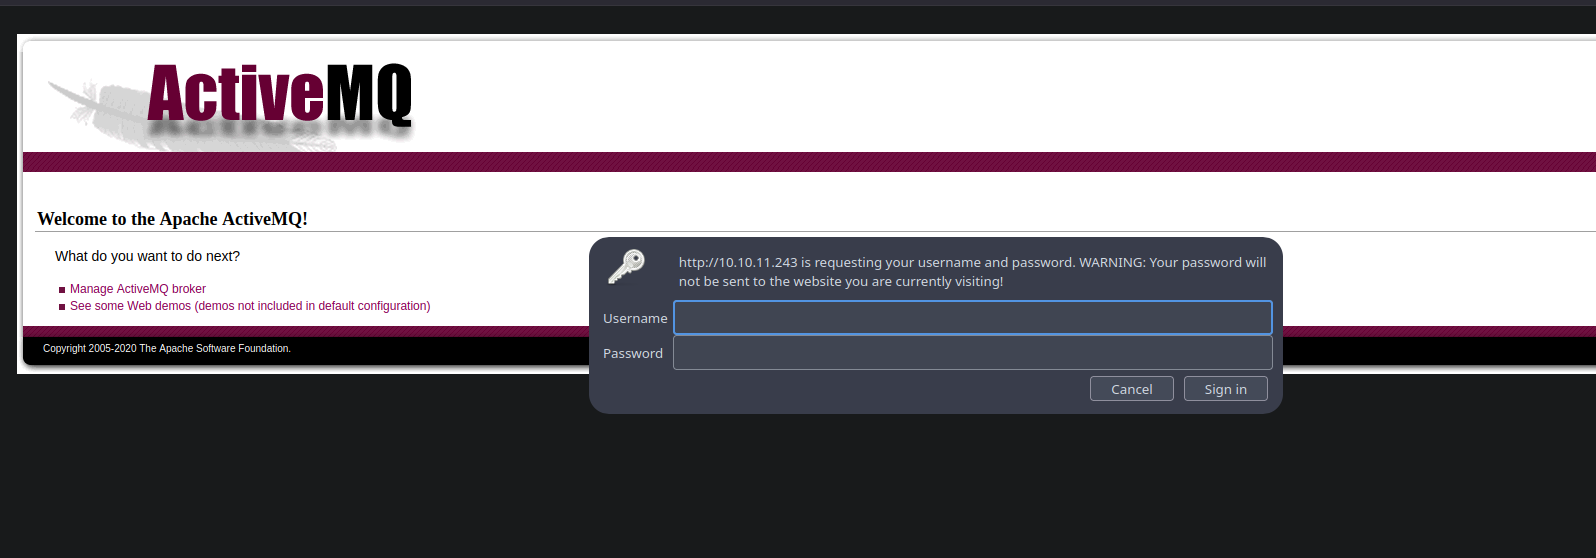 ActiveMQ
Welcome to the Apache ActiveMQ!
What do you want to do next?
Manage ActiveMQ broker
See some Web demos (demos not included in default configuration)
Copyright 2005-2020 The Apache Software Foundation.
http://10.10.11.243 is requesting your username and password. WARNING: Your password will
not be sent to the website you are currently visiting!
Username
Password
Cancel Sign in